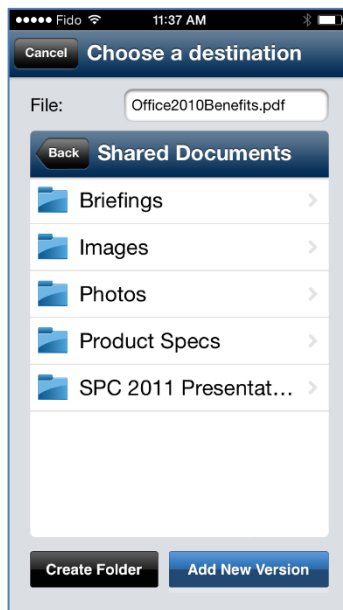 Fido 11:37 AM
Cancel Choose a destination
File: Office2010Benefits.pdf
Back Shared Documents
Briefings
Images
Photos
Product Specs
SPC 2011 Presentat...
Create Folder Add New Version